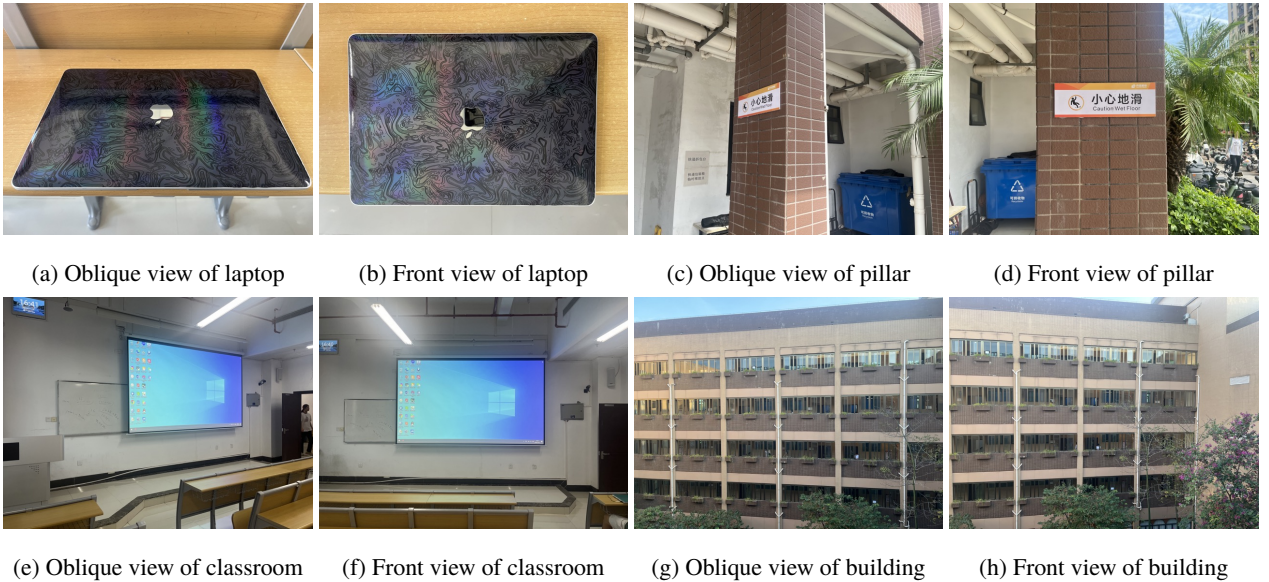 小心地滑
小心地滑
Caution Wet Floor
(a) Oblique view of laptop
(b) Front view of laptop
(c) Oblique view of pillar
(d) Front view of pillar
16:41
(e) Oblique view of classroom
(f) Front view of classroom
(g) Oblique view of building
(h) Front view of building